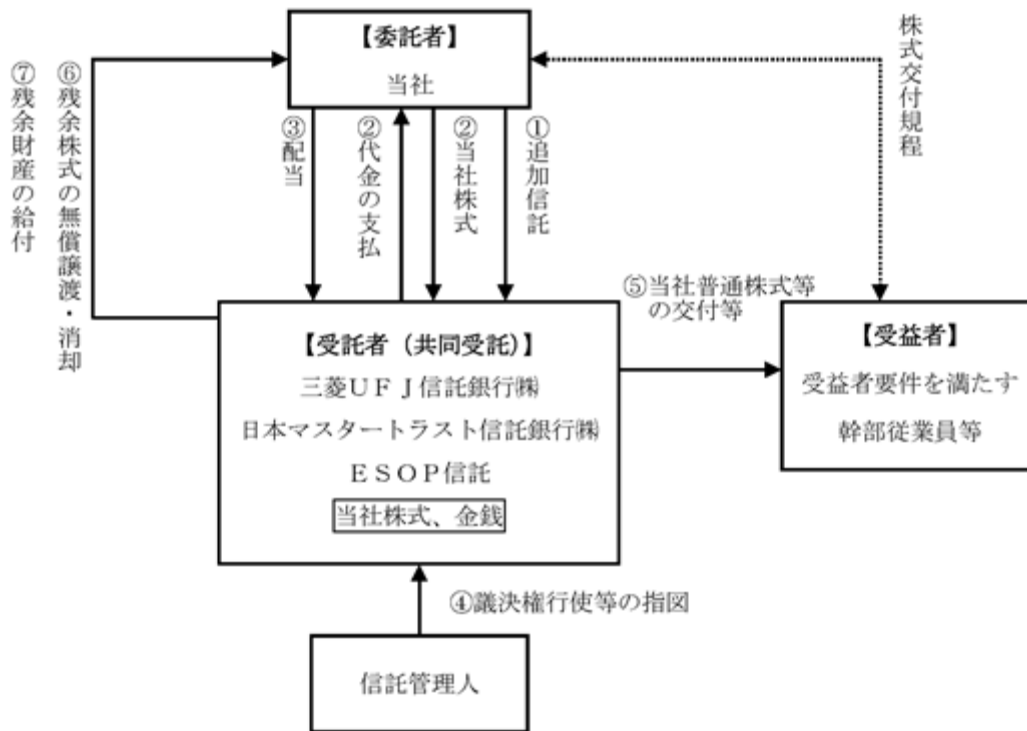 【委託者】
当社
株式交付規程
⑦残余財産の給付
⑥残余株式の無償譲渡・消却
③配当
②代金の支払
②当社株式
①追加信託
⑤当社普通株式等
の交付等
【受託者（共同受託）】
三菱ＵＦＪ信託銀行㈱
日本マスタートラスト信託銀行㈱
ＥＳＯＰ信託
当社株式、金銭
【受益者】
受益者要件を満たす
幹部従業員等
④議決権行使等の指図
信託管理人